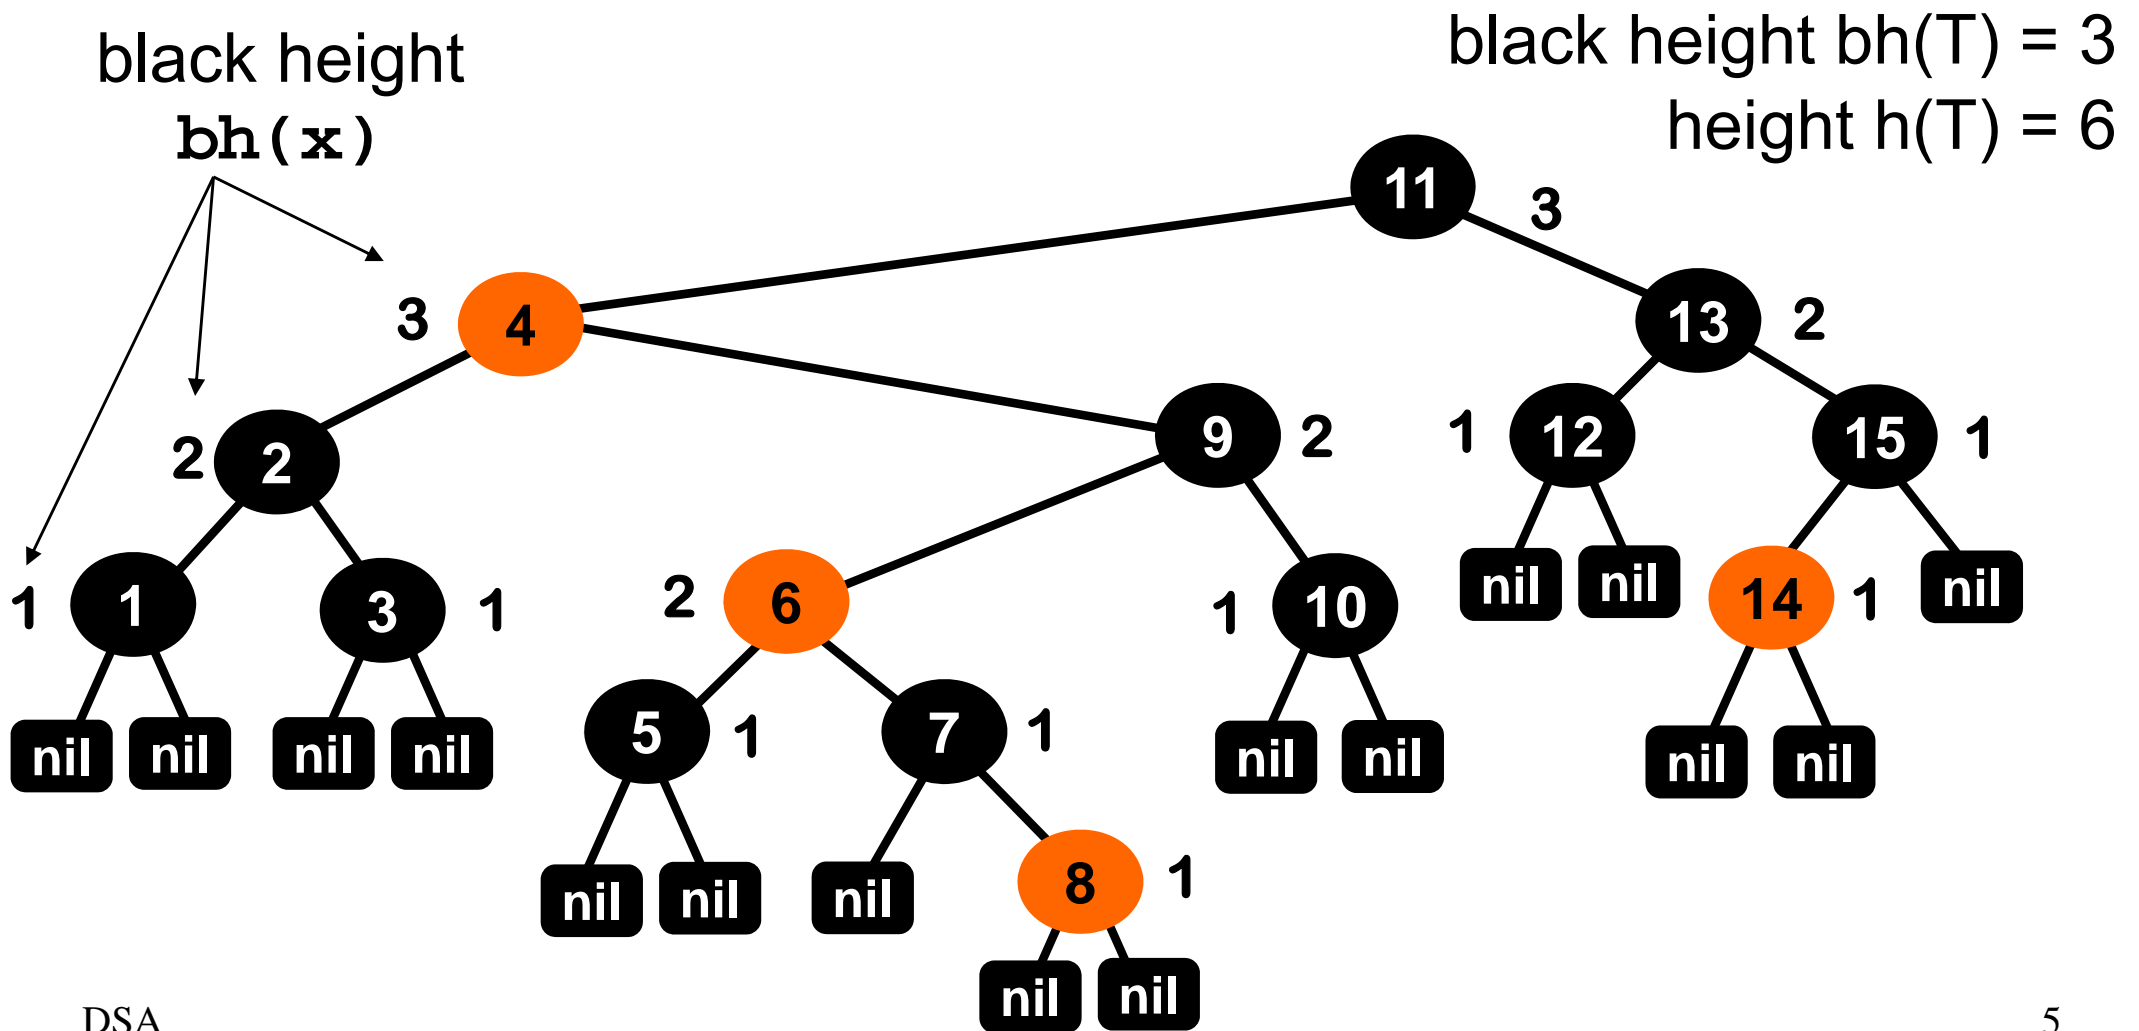 black height
bh(x)
black height bh(T) = 3
height h(T) = 6
11 3
3 4
13 2
2 2
9 2
1 12
15 1
1 1
3 1
2 6
1 10
nil nil
14 1
nil
nil nil nil nil
5 1
7 1
nil nil
nil nil
nil nil
nil
8 1
nil nil
DSA
5